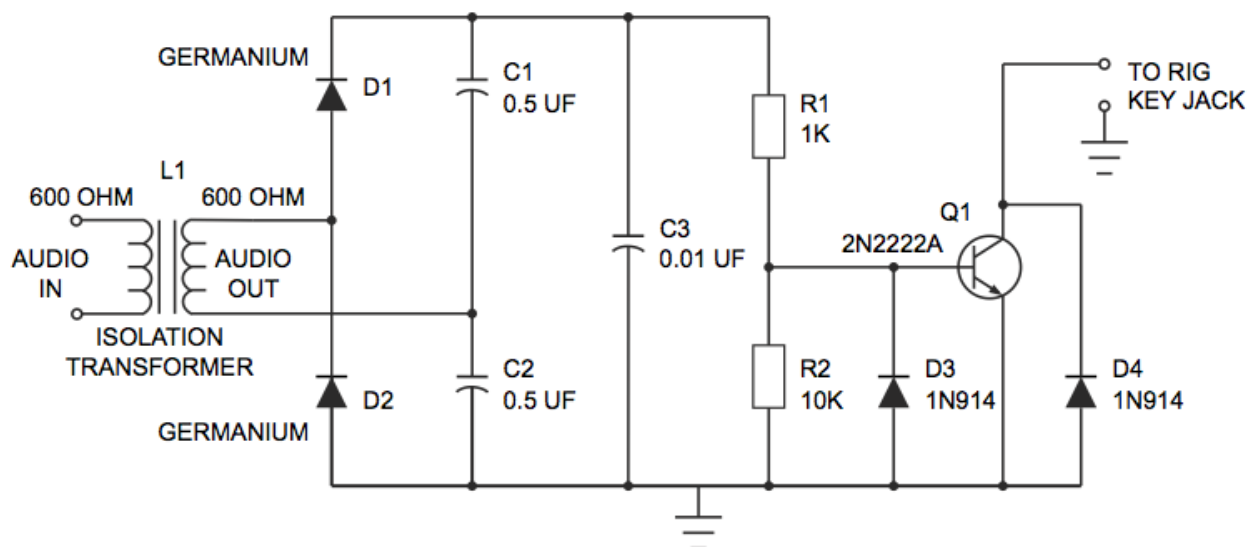 GERMANIUM
D1
C1
0.5 UF
R1
1K
TO RIG
KEY JACK
L1
600 OHM
600 OHM
AUDIO
IN
AUDIO
OUT
ISOLATION
TRANSFORMER
C3
0.01 UF
Q1
2N2222A
GERMANIUM
D2
C2
0.5 UF
R2
10K
D3
1N914
D4
1N914